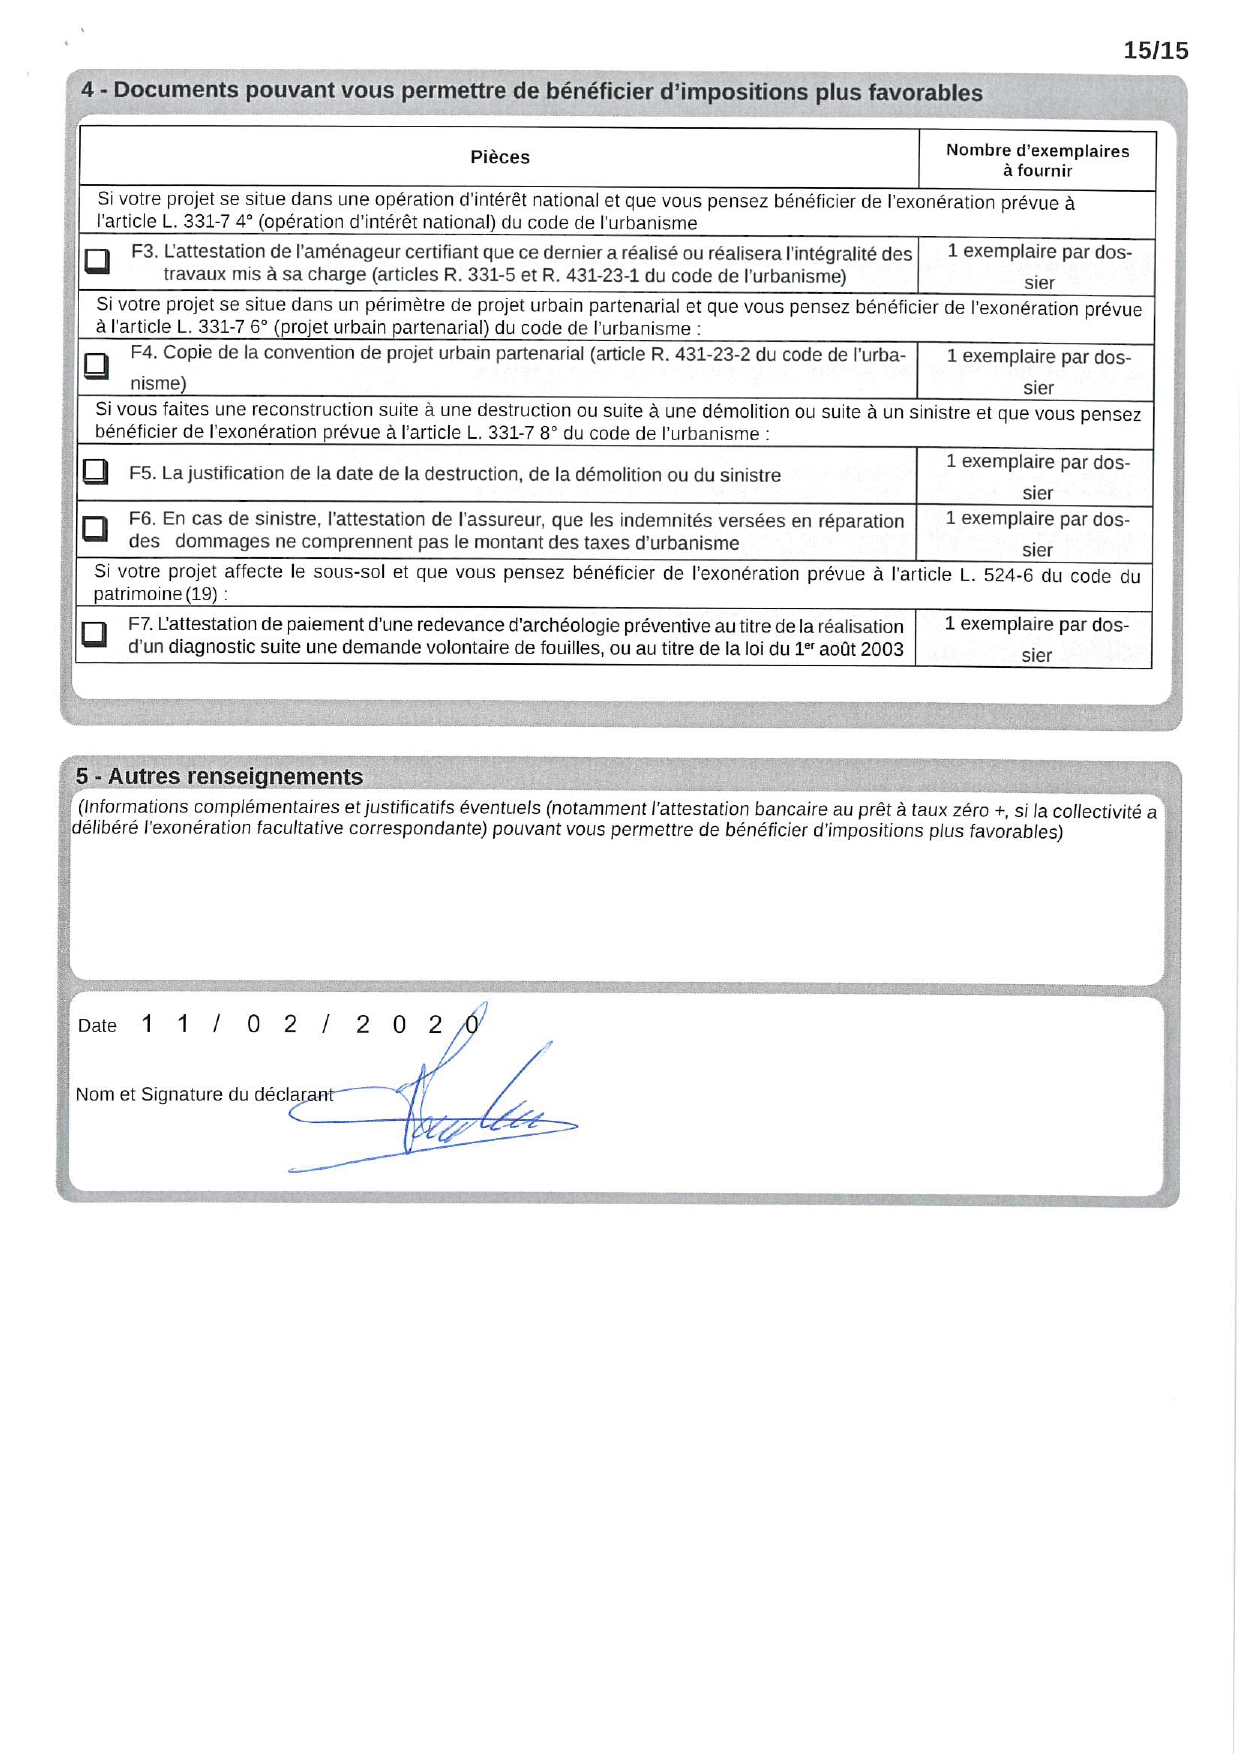 15/15
4 - Documents pouvant vous permettre de bénéficier d'impositions plus favorables
Pièces
Nombre d'exemplaires
à fournir
Si votre projet se situe dans une opération d'intérêt national et que vous pensez bénéficier de l'exonération prévue à
l'article L. 331-7 4° (opération d'intérêt national) du code de l'urbanisme
F3. L'attestation de l'aménageur certifiant que ce dernier a réalisé ou réalisera l'intégralité des
travaux mis à sa charge (articles R. 331-5 et R. 431-23-1 du code de l'urbanisme)
1 exemplaire par dos-
sier
Si votre projet se situe dans un périmètre de projet urbain partenarial et que vous pensez bénéficier de l'exonération prévue
à l'article L. 331-7 6° (projet urbain partenarial) du code de l'urbanisme :
F4. Copie de la convention de projet urbain partenarial (article R. 431-23-2 du code de l'urba-
nisme)
1 exemplaire par dos-
sier
Si vous faites une reconstruction suite à une destruction ou suite à une démolition ou suite à un sinistre et que vous pensez
bénéficier de l'exonération prévue à l'article L. 331-7 8° du code de l'urbanisme :
F5. La justification de la date de la destruction, de la démolition ou du sinistre
1 exemplaire par dos-
sier
F6. En cas de sinistre, l'attestation de l'assureur, que les indemnités versées en réparation
des dommages ne comprennent pas le montant des taxes d'urbanisme
1 exemplaire par dos-
sier
Si votre projet affecte le sous-sol et que vous pensez bénéficier de l'exonération prévue à l'article L. 524-6 du code du
patrimoine (19) :
F7. L'attestation de paiement d'une redevance d'archéologie préventive au titre de la réalisation
d'un diagnostic suite une demande volontaire de fouilles, ou au titre de la loi du 1er août 2003
1 exemplaire par dos-
sier
5 - Autres renseignements
(Informations complémentaires et justificatifs éventuels (notamment l'attestation bancaire au prêt à taux zéro +, si la collectivité a
délibéré l'exonération facultative correspondante) pouvant vous permettre de bénéficier d'impositions plus favorables)
Date 1 1 / 0 2 / 2 0 2 0
Nom et Signature du déclarant